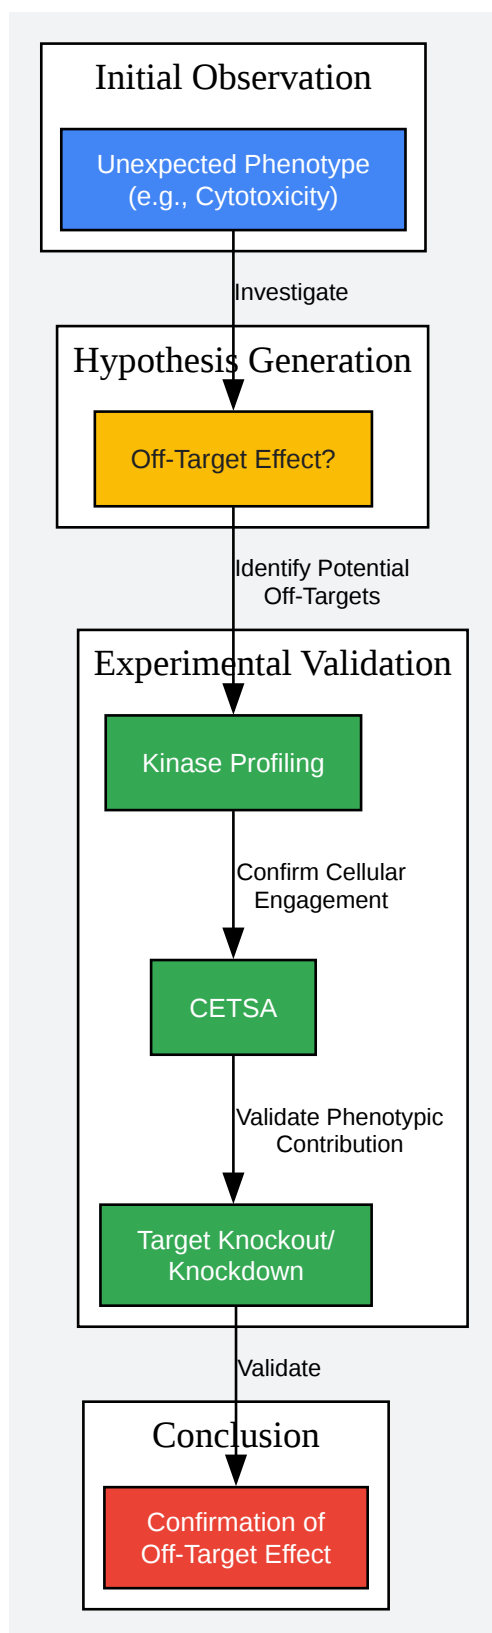 Initial Observation
Unexpected Phenotype
(e.g., Cytotoxicity)
Investigate
Hypothesis Generation
Off-Target Effect?
Identify Potential
Off-Targets
Experimental Validation
Kinase Profiling
Confirm Cellular
Engagement
CETSA
Validate Phenotypic
Contribution
Target Knockout/
Knockdown
Validate
Conclusion
Confirmation of
Off-Target Effect